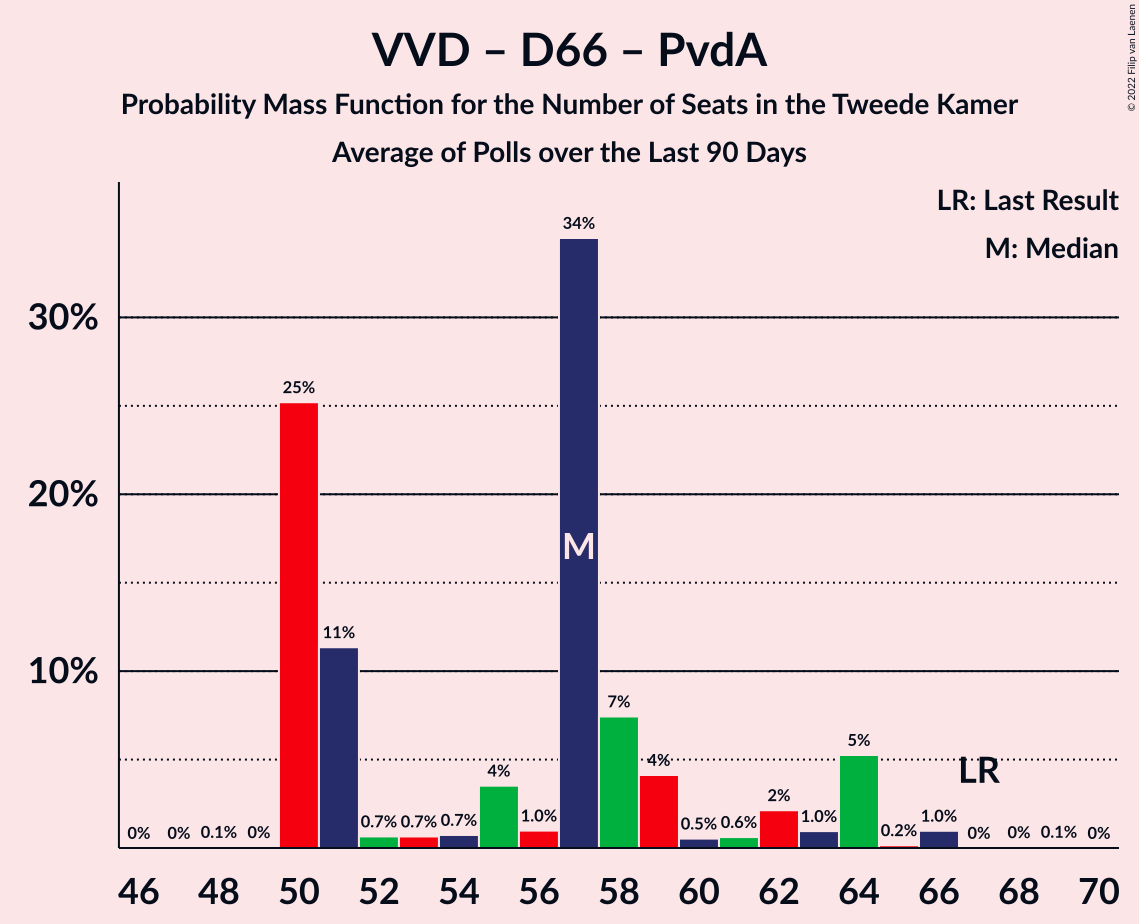 VVD – D66 – PvdA
Probability Mass Function for the Number of Seats in the Tweede Kamer
Average of Polls over the Last 90 Days
© 2022 Filip van Laenen
LR: Last Result
M: Median
34%
30%
25%
20%
M
11%
10%
7%
5%
4%
4%
LR
2%
0% 0% 0.1% 0% 0.7% 0.7% 0.7% 1.0% 0.5% 0.6% 1.0% 0.2% 1.0% 0% 0% 0.1% 0%
46 48 50 52 54 56 58 60 62 64 66 68 70